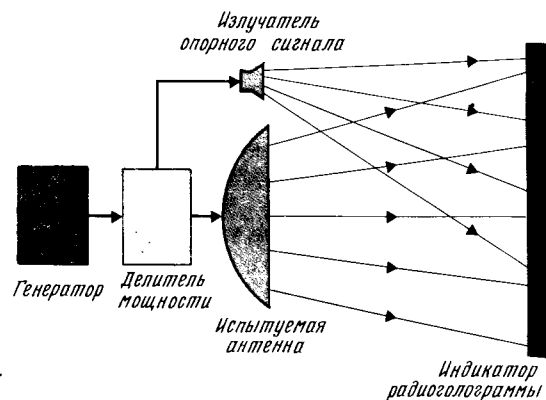 Излучатель
опорного сигнала
Генератор
Делитель
мощности
Испытуемая
антенна
Индикатор
радиоголограммы